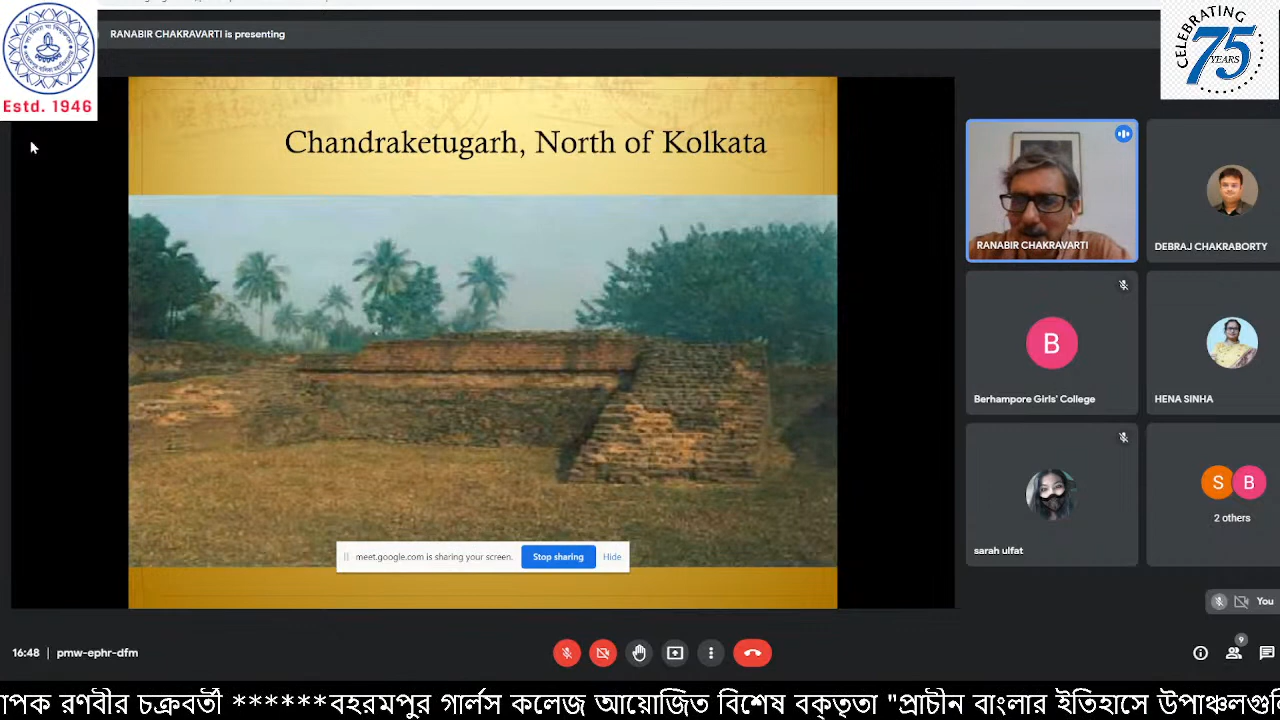 RANABIR CHAKRAVARTI is presenting
Estd. 1946
CELEBRATING
75
YEARS
Chandraketugarh, North of Kolkata
RANABIR CHAKRAVARTI
DEBRAJ CHAKRABORTY
B
Berhampore Girls' College
HENA SINHA
sarah ulfat
S B
2 others
meet.google.com is sharing your screen.
Stop sharing
Hide
You
16:48 | pmw-ephr-dfm
9
াপক রণবীর চক্রবর্তী ******বহরমপুর গার্লস কলেজ আয়োজিত বিশেষ বক্তৃতা "প্রাচীন বাংলার ইতিহাসে উপাঞ্চলগু